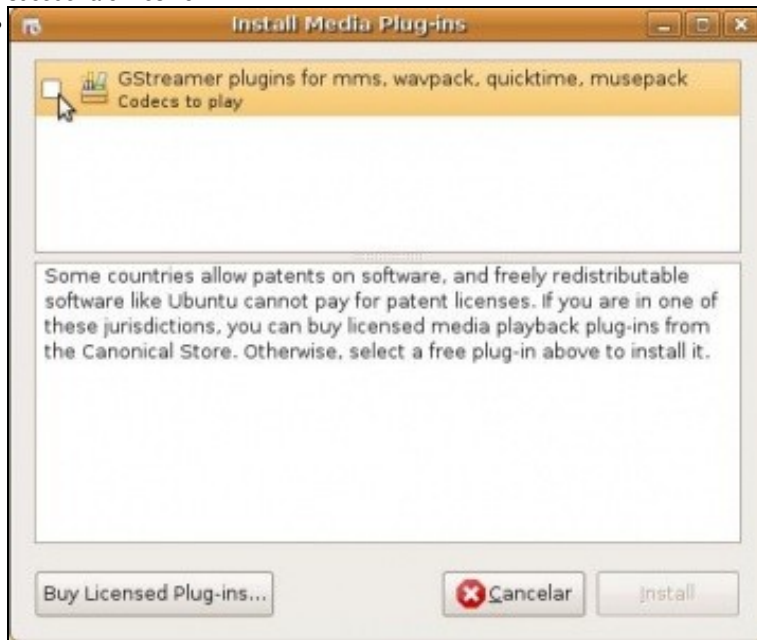 Install Media Plug-ins
GStreamer plugins for mms, wavpack, quicktime, musepack
Codecs to play
Some countries allow patents on software, and freely redistributable
software like Ubuntu cannot pay for patent licenses. If you are in one of
these jurisdictions, you can buy licensed media playback plug-ins from
the Canonical Store. Otherwise, select a free plug-in above to install it.
Buy Licensed Plug-ins...
Cancelar
Install